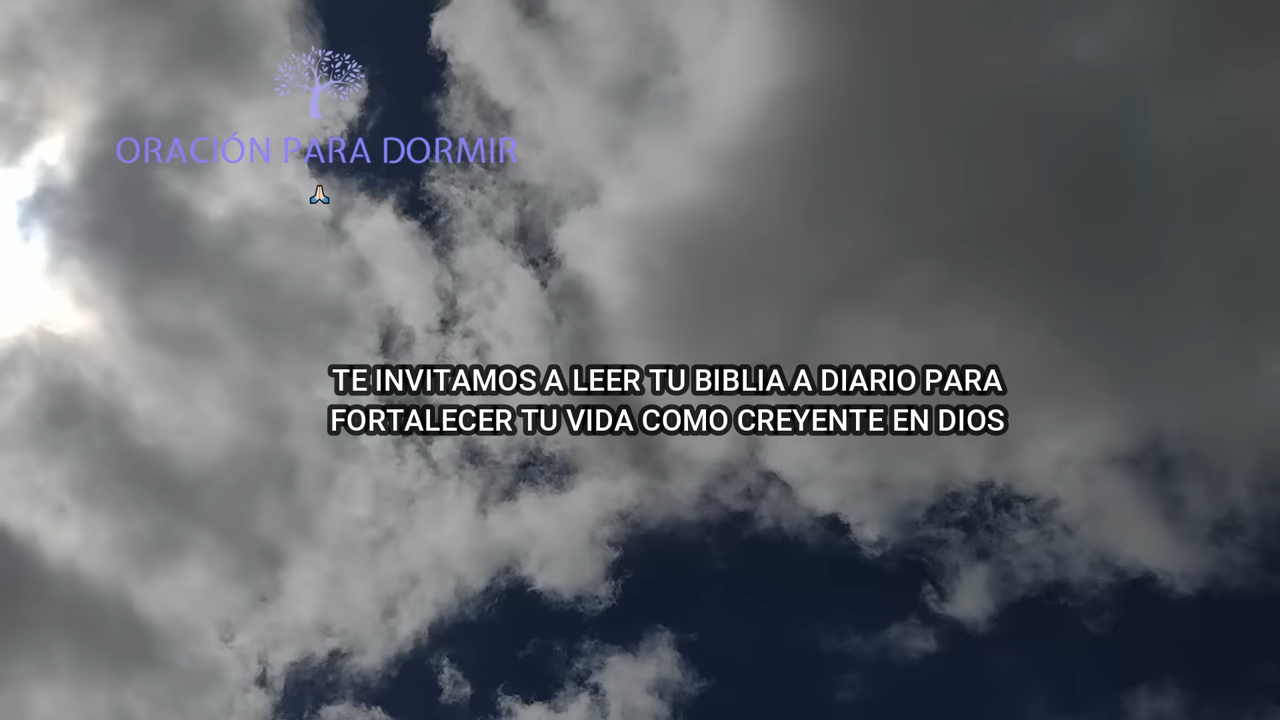 ORACIÓN PARA DORMIR
TE INVITAMOS A LEER TU BIBLIA A DIARIO PARA
FORTALECER TU VIDA COMO CREYENTE EN DIOS